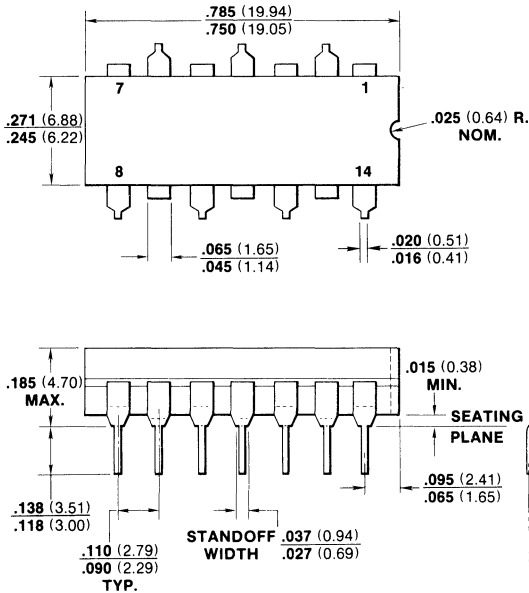 .785 (19.94)
.750 (19.05)
7
1
.271 (6.88)
.245 (6.22)
.025 (0.64) R.
NOM.
8
14
.065 (1.65)
.045 (1.14)
.020 (0.51)
.016 (0.41)
.185 (4.70)
MAX.
.015 (0.38)
MIN.
SEATING
PLANE
.095 (2.41)
.065 (1.65)
.138 (3.51)
.118 (3.00)
.110 (2.79)
.090 (2.29)
TYP.
STANDOFF
WIDTH
.037 (0.94)
.027 (0.69)